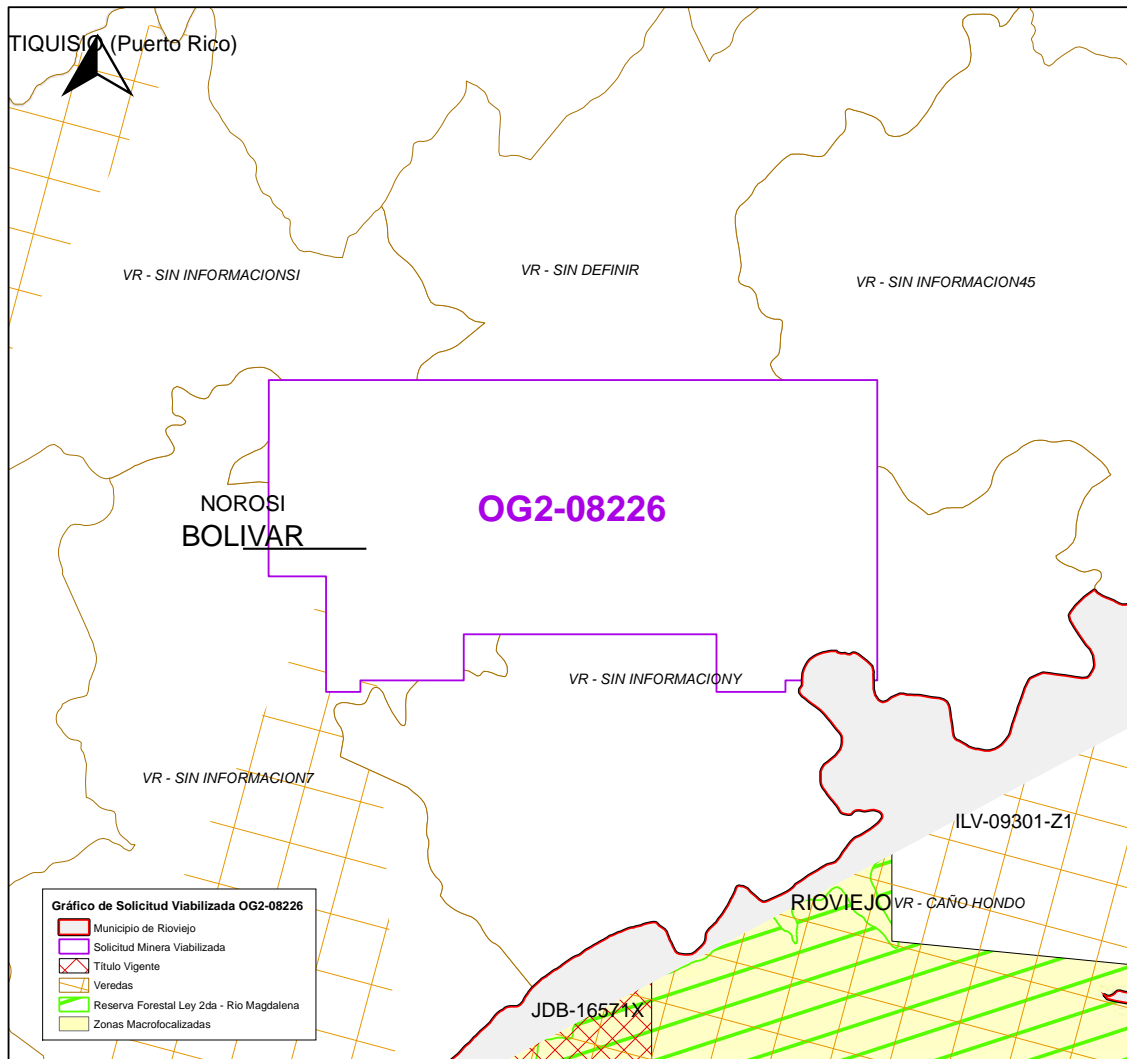 TIQUISIO (Puerto Rico)
VR - SIN INFORMACIONSI
VR - SIN DEFINIR
VR - SIN INFORMACION45
NOROSI
BOLIVAR
OG2-08226
VR - SIN INFORMACIONY
VR - SIN INFORMACION7
ILV-09301-Z1
RIOVIEJO
VR - CAÑO HONDO
JDB-16571X
Gráfico de Solicitud Viabilizada OG2-08226
Municipio de Rioviejo
Solicitud Minera Viabilizada
Título Vigente
Veredas
Reserva Forestal Ley 2da - Rio Magdalena
Zonas Macrofocalizadas